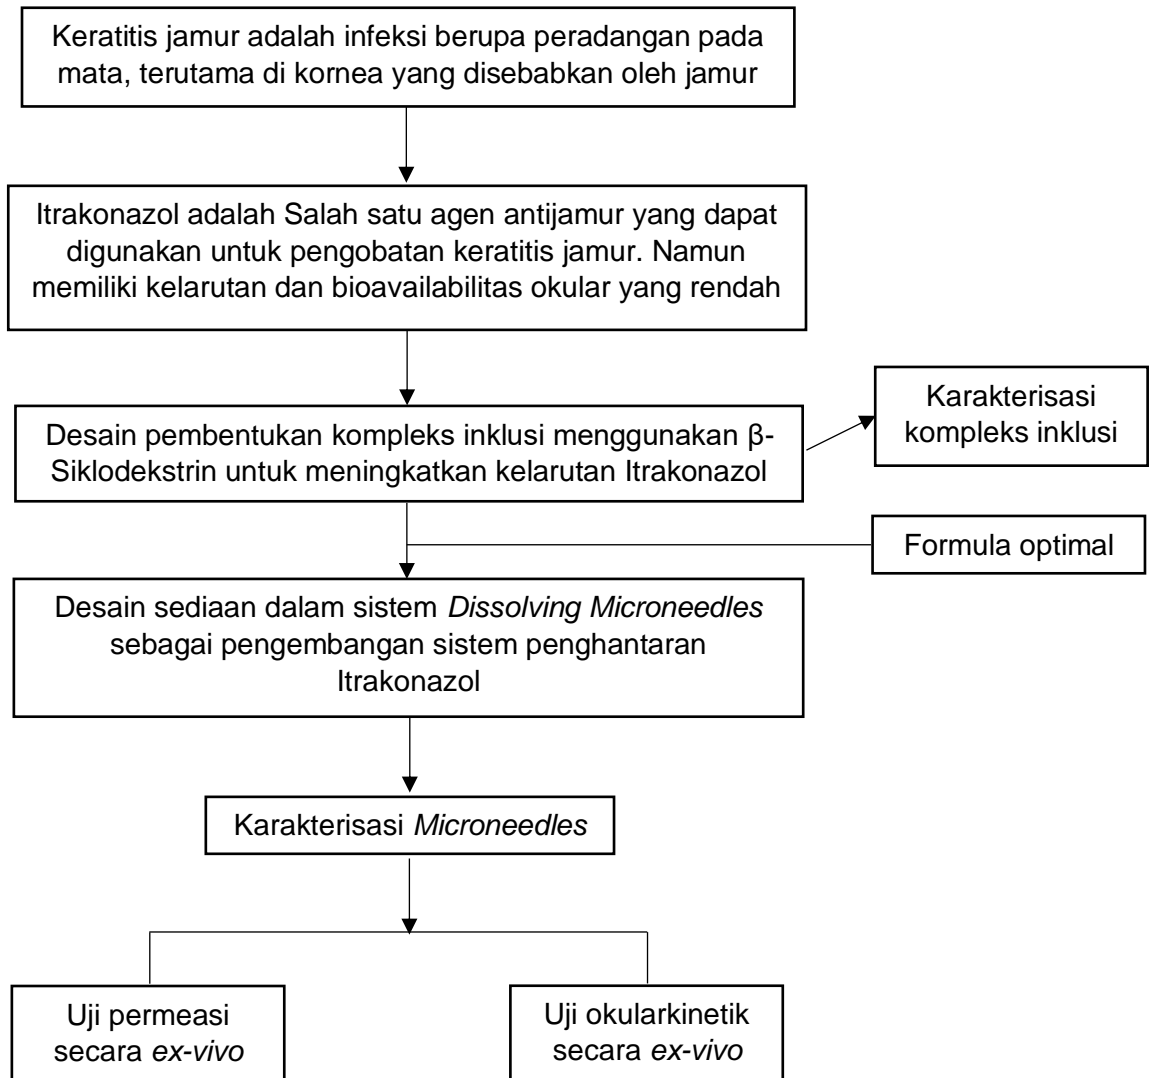 Keratitis jamur adalah infeksi berupa peradangan pada
mata, terutama di kornea yang disebabkan oleh jamur
Itrakonazol adalah Salah satu agen antijamur yang dapat
digunakan untuk pengobatan keratitis jamur. Namun
memiliki kelarutan dan bioavailabilitas okular yang rendah
Desain pembentukan kompleks inklusi menggunakan β-
Siklodekstrin untuk meningkatkan kelarutan Itrakonazol
Karakterisasi
kompleks inklusi
Formula optimal
Desain sediaan dalam sistem Dissolving Microneedles
sebagai pengembangan sistem penghantaran
Itrakonazol
Karakterisasi Microneedles
Uji permeasi
secara ex-vivo
Uji okularkinetik
secara ex-vivo